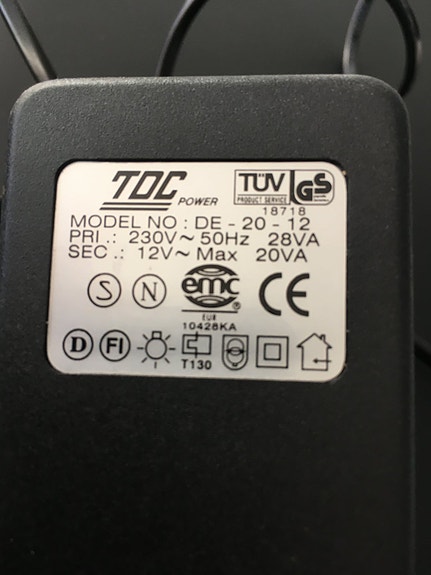 TDC POWER
TÜV GS
PRODUCT SERVICE
18718
MODEL NO : DE - 20 - 12
PRI .: 230V~ 50Hz 28VA
SEC .: 12V~ Max 20VA
S N emc CE
EUR
10428KA
D FI
T130